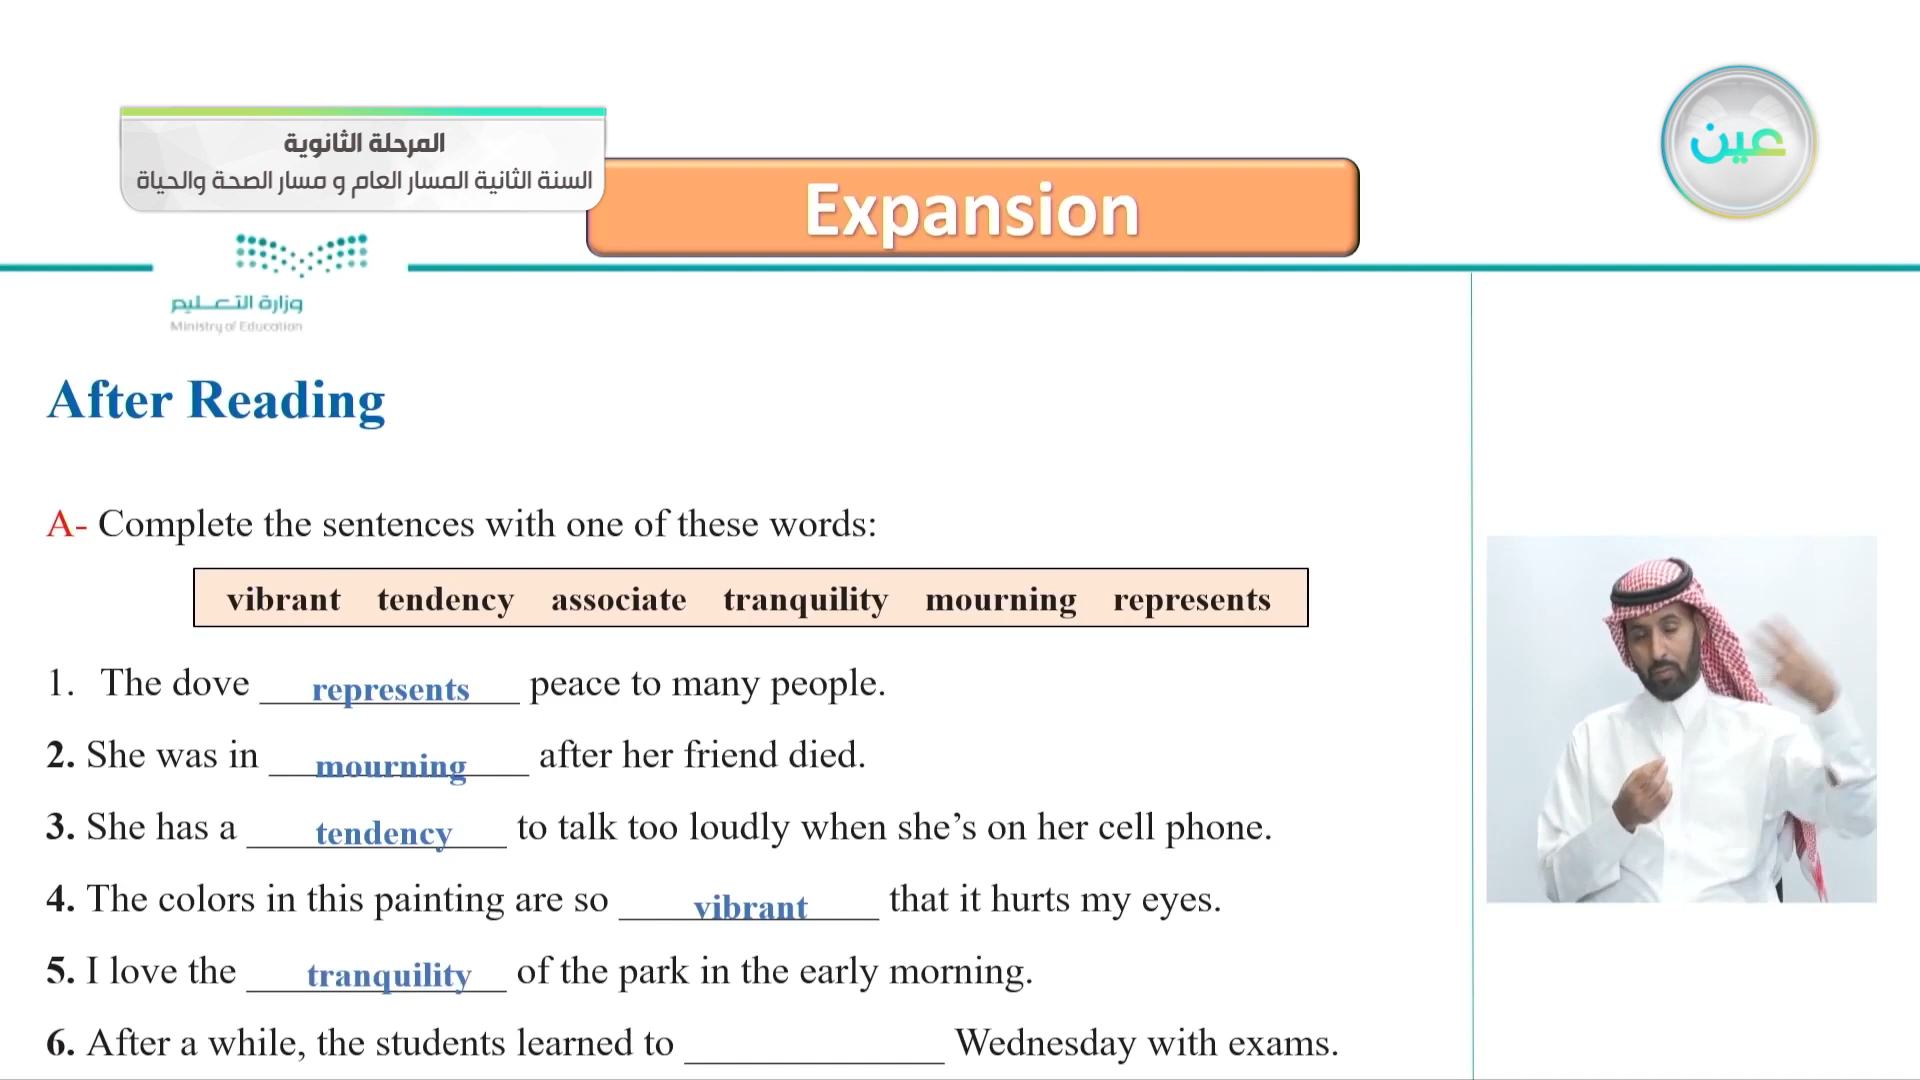 المرحلة الثانوية
السنة الثانية المسار العام و مسار الصحة والحياة
عين
Expansion
وزارة التعليم
Ministry of Education
After Reading
A- Complete the sentences with one of these words:
vibrant tendency associate tranquility mourning represents
1. The dove represents peace to many people.
2. She was in mourning after her friend died.
3. She has a tendency to talk too loudly when she’s on her cell phone.
4. The colors in this painting are so vibrant that it hurts my eyes.
5. I love the tranquility of the park in the early morning.
6. After a while, the students learned to _____________ Wednesday with exams.